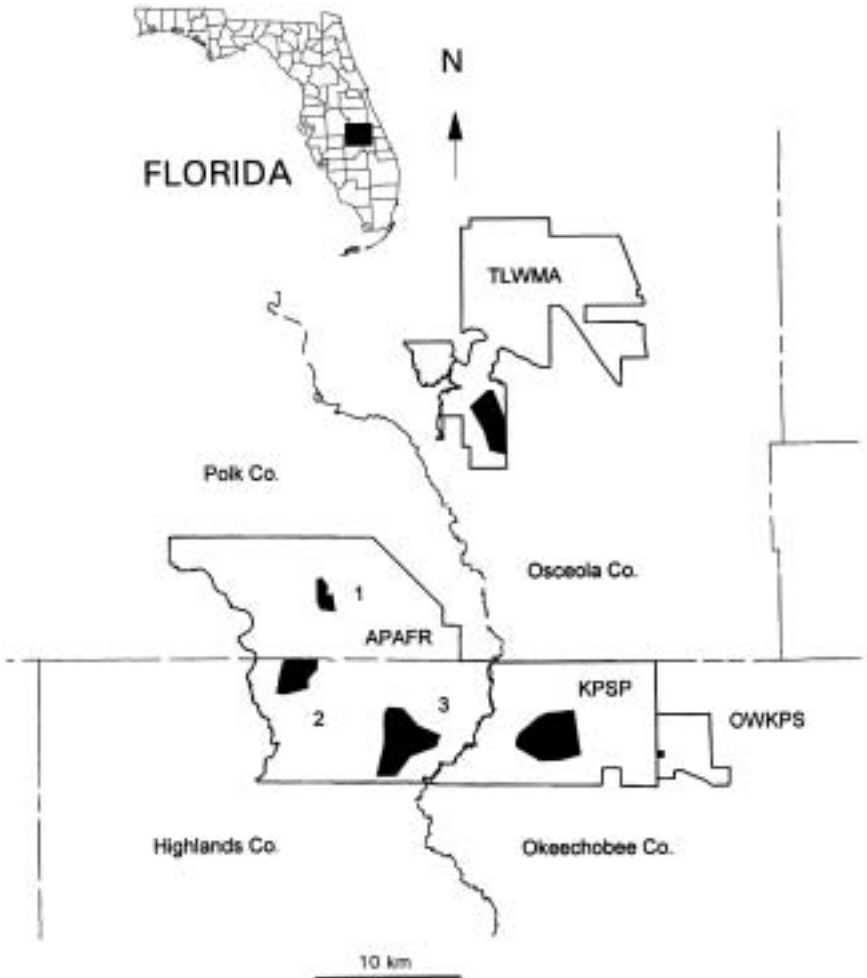 N
FLORIDA
TLWMA
Polk Co.
Osceola Co.
1
APAFR
KPSP
2
3
OWKPS
Highlands Co.
Okeechobee Co.
10 km